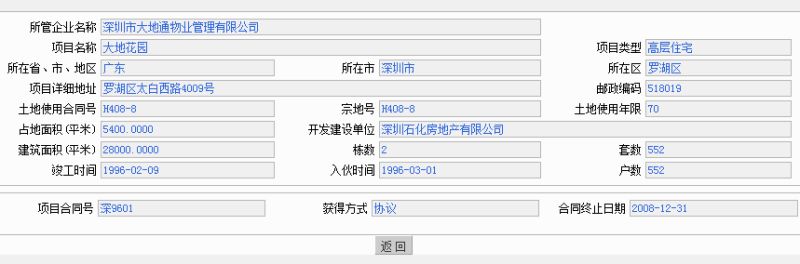 所管企业名称 深圳市大地通物业管理有限公司
项目名称 大地花园 项目类型 高层住宅
所在省、市、地区 广东 所在市 深圳市 所在区 罗湖区
项目详细地址 罗湖区太白西路4009号 邮政编码 518019
土地使用合同号 H408-8 宗地号 H408-8 土地使用年限 70
占地面积(平米) 5400.0000 开发建设单位 深圳石化房地产有限公司
建筑面积(平米) 28000.0000 栋数 2 套数 552
竣工时间 1996-02-09 入伙时间 1996-03-01 户数 552
项目合同号 深9601 获得方式 协议 合同终止日期 2008-12-31
返 回